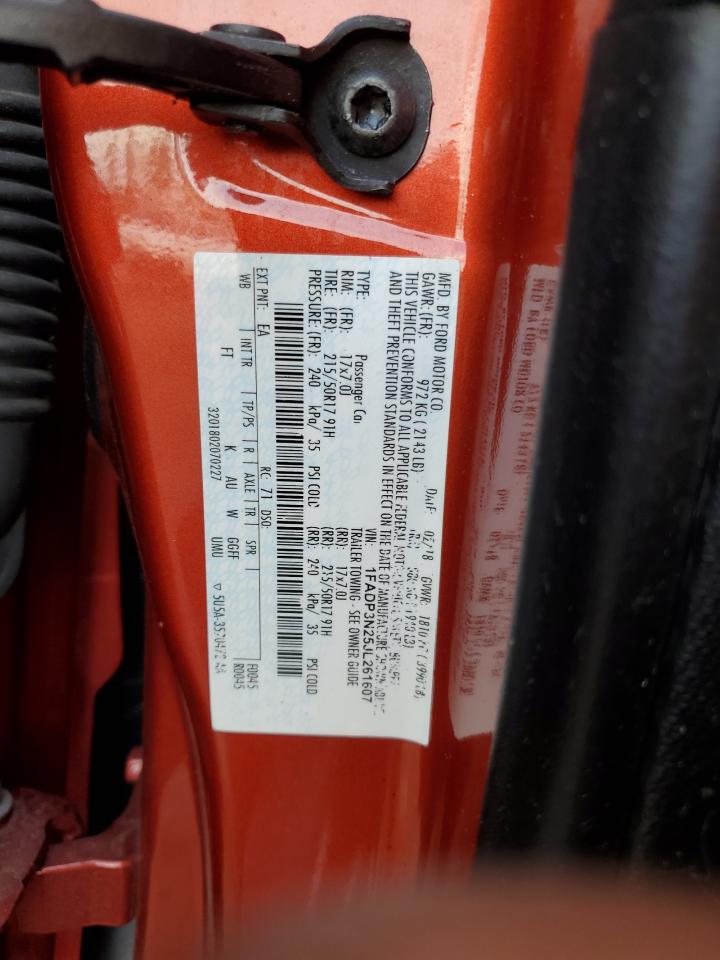 MFD. BY FORD MOTOR CO.
DATE: 02/18 GVWR:
GAWR: (FR): 972 KG ( 2143 LB)
THIS VEHICLE CONFORMS TO ALL APPLICABLE FEDERAL
AND THEFT PREVENTION STANDARDS IN EFFECT ON THE DATE OF MANUFACTURE
VIN: 1FADP3N25JL261607
TYPE: Passenger Car
TRAILER TOWING - SEE OWNER GUIDE
RIM: (FR): 17x7.0J (RR): 17x7.0J
TIRE: (FR): 215/50R17 91H (RR): 215/50R17 91H
PRESSURE: (FR): 240 kPa/ 35 PSI COLD (RR): 240 kPa/ 35 PSI COLD
EXT PNT: EA RC: 71 DSO:
F0045
R0045
WB INT TR TP/PS R AXLE TR SPR
FT K AU W GGFF
3201802070227 UMU